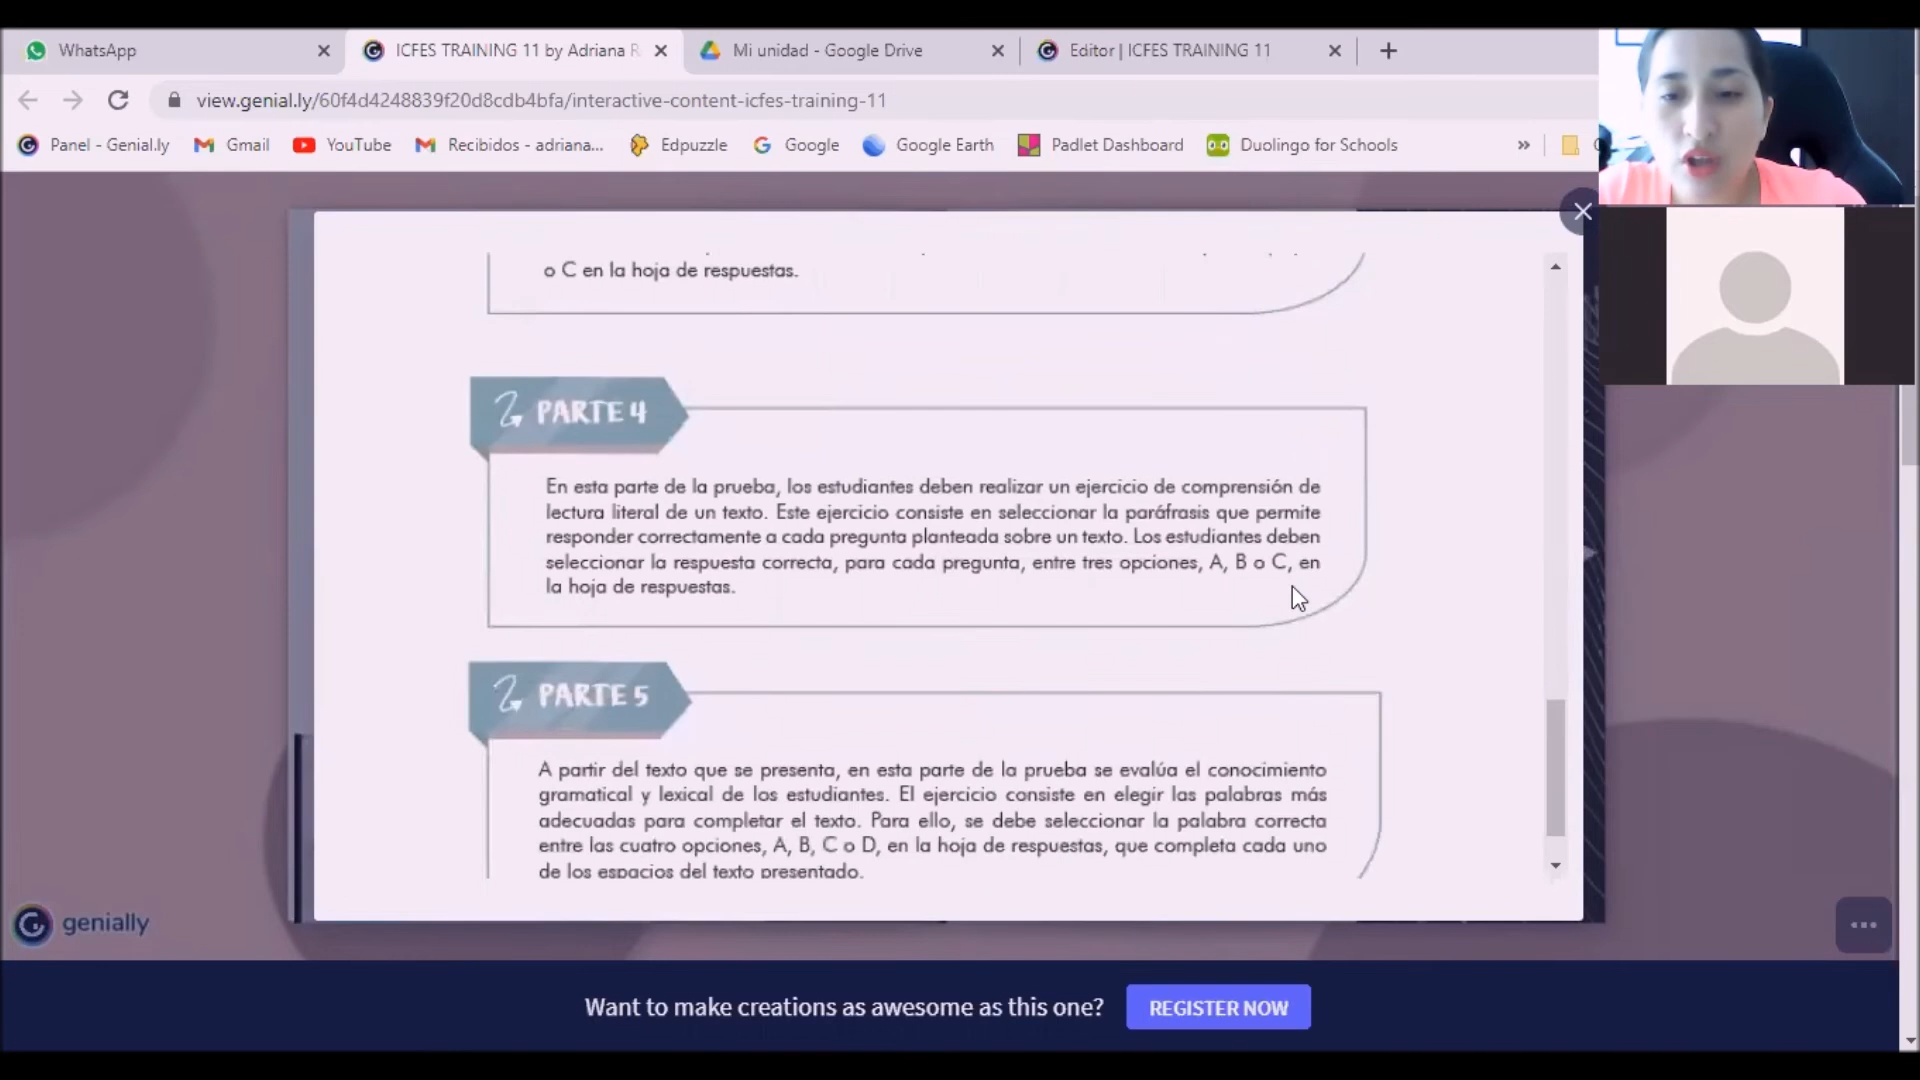 WhatsApp
ICFES TRAINING 11 by Adriana R
Mi unidad - Google Drive
Editor | ICFES TRAINING 11
view.genial.ly/60f4d4248839f20d8cdb4bfa/interactive-content-icfes-training-11
Panel - Genial.ly
Gmail
YouTube
Recibidos - adriana...
Edpuzzle
Google
Google Earth
Padlet Dashboard
Duolingo for Schools
o C en la hoja de respuestas.
PARTE 4
En esta parte de la prueba, los estudiantes deben realizar un ejercicio de comprensión de
lectura literal de un texto. Este ejercicio consiste en seleccionar la paráfrasis que permite
responder correctamente a cada pregunta planteada sobre un texto. Los estudiantes deben
seleccionar la respuesta correcta, para cada pregunta, entre tres opciones, A, B o C, en
la hoja de respuestas.
PARTE 5
A partir del texto que se presenta, en esta parte de la prueba se evalúa el conocimiento
gramatical y lexical de los estudiantes. El ejercicio consiste en elegir las palabras más
adecuadas para completar el texto. Para ello, se debe seleccionar la palabra correcta
entre las cuatro opciones, A, B, C o D, en la hoja de respuestas, que completa cada uno
de los espacios del texto presentado.
genially
Want to make creations as awesome as this one?
REGISTER NOW